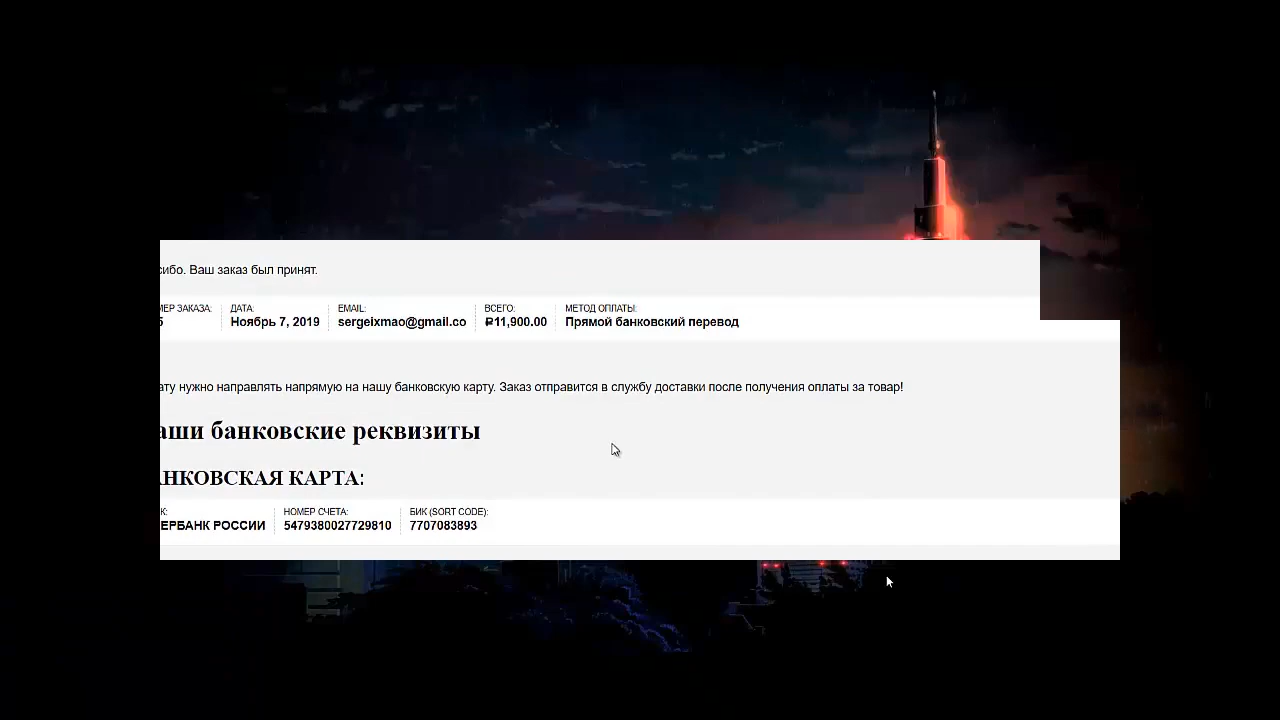 сибо. Ваш заказ был принят.
МЕР ЗАКАЗА: ДАТА: EMAIL: ВСЕГО: МЕТОД ОПЛАТЫ:
5 Ноябрь 7, 2019 sergeixmao@gmail.co ₽11,900.00 Прямой банковский перевод
ату нужно направлять напрямую на нашу банковскую карту. Заказ отправится в службу доставки после получения оплаты за товар!
аши банковские реквизиты
АНКОВСКАЯ КАРТА:
К: НОМЕР СЧЕТА: БИК (SORT CODE):
ЕРБАНК РОССИИ 5479380027729810 7707083893